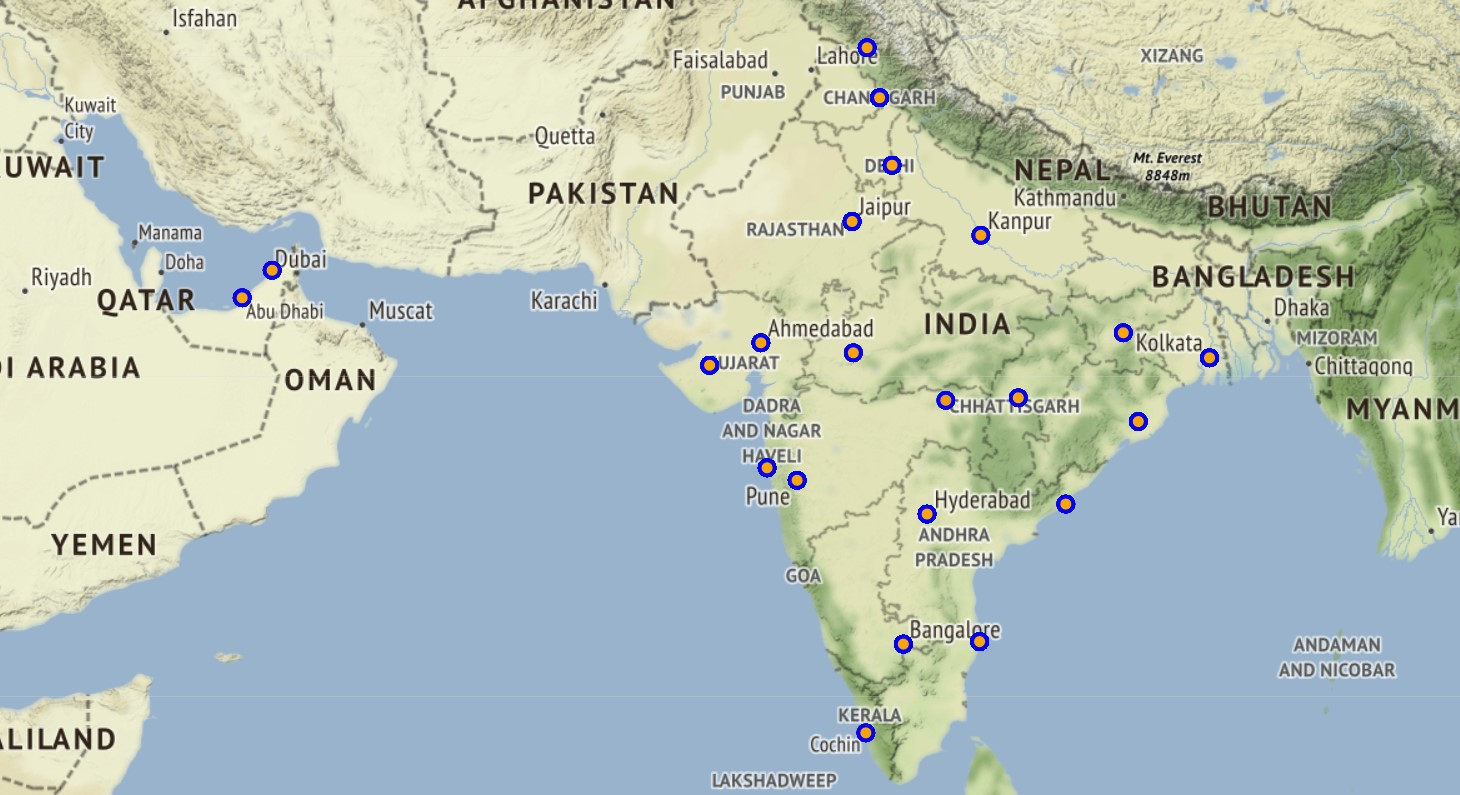 AFGHANISTAN
Isfahan
Lahore
Faisalabad
XIZANG
PUNJAB
CHANDIGARH
Kuwait
City
Quetta
KUWAIT
DELHI
NEPAL
Mt. Everest
8848m
PAKISTAN
Kathmandu
Jaipur
BHUTAN
RAJASTHAN
Kanpur
Manama
Doha
Dubai
Riyadh
BANGLADESH
QATAR
Karachi
Abu Dhabi
Muscat
Dhaka
INDIA
Ahmedabad
MIZORAM
Kolkata
GUJARAT
Chittagong
DI ARABIA
OMAN
DADRA
AND NAGAR
HAVELI
CHHATTISGARH
MYANM
Pune
Hyderabad
Ya
ANDHRA
PRADESH
YEMEN
GOA
Bangalore
ANDAMAN
AND NICOBAR
KERALA
ALILAND
Cochin
LAKSHADWEEP